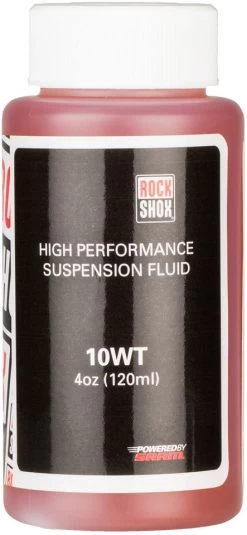 ROCK
SHOX
HIGH PERFORMANCE
SUSPENSION FLUID
10WT
4oz (120ml)
POWERED BY
SRAM